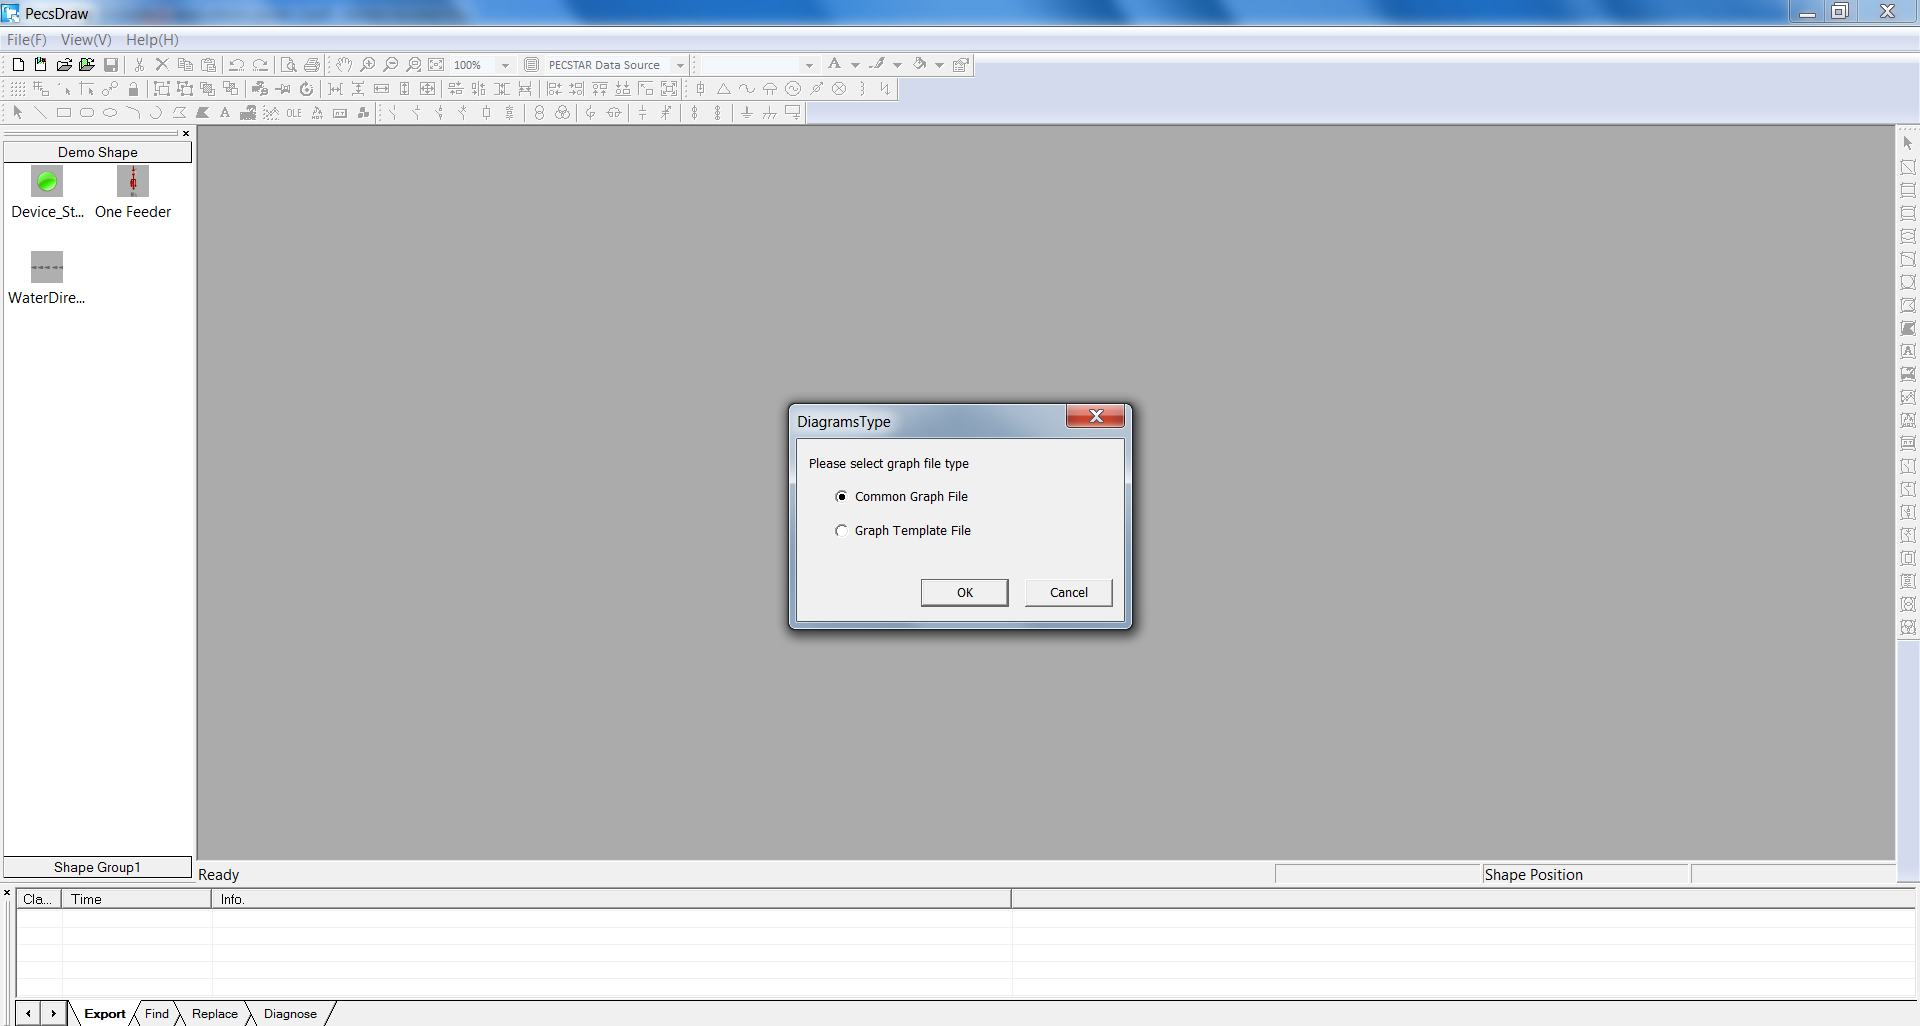 PecsDraw
File(F) View(V) Help(H)
100% PECSTAR Data Source A
A OLE
Demo Shape
Device_St... One Feeder
WaterDire...
DiagramsType
Please select graph file type
Common Graph File
Graph Template File
OK Cancel
Shape Group1
Ready
Shape Position
Cla... Time Info.
Export Find Replace Diagnose